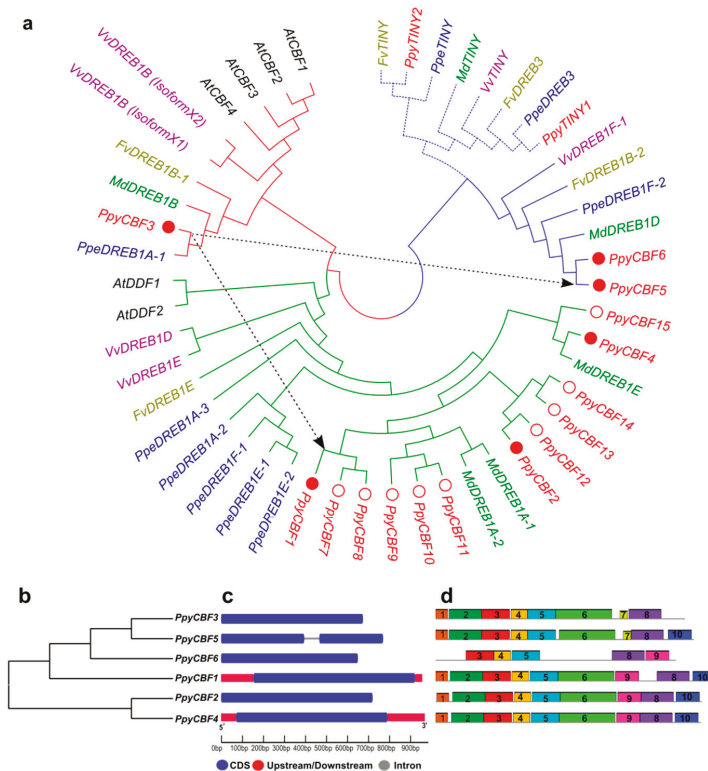 a
VvDREB1B (IsoformX2)
VvDREB1B (IsoformX1)
AtCBF4
AtCBF3
AtCBF2
AtCBF1
FvTINY
PpyTINY2
PpeTINY
MdTINY
VvTINY
FvDREB3
PpeDREB3
PpyTINY1
VvDREB1F-1
FvDREB1B-2
PpeDREB1F-2
MdDREB1D
PpyCBF6
PpyCBF5
PpyCBF15
PpyCBF4
MdDREB1E
PpyCBF14
PpyCBF13
PpyCBF12
PpyCBF2
MdDREB1A-1
MdDREB1A-2
PpyCBF11
PpyCBF10
PpyCBF9
PpyCBF8
PpyCBF7
PpyCBF1
PpeDREB1E-2
PpeDREB1E-1
PpeDREB1F-1
PpeDREB1A-2
PpeDREB1A-3
FvDREB1E
VvDREB1E
VvDREB1D
AtDDF2
AtDDF1
PpeDREB1A-1
PpyCBF3
MdDREB1B
FvDREB1B-1
b c d
PpyCBF3 1 2 3 4 5 6 7 8
PpyCBF5 1 2 3 4 5 6 7 8 10
PpyCBF6 3 4 5 8 9
PpyCBF1 1 2 3 4 5 6 9 8 10
PpyCBF2 1 2 3 4 5 6 9 8 10
PpyCBF4 1 2 3 4 5 6 9 8 10
5' 3'
0bp 100bp 200bp 300bp 400bp 500bp 600bp 700bp 800bp 900bp
CDS Upstream/Downstream Intron